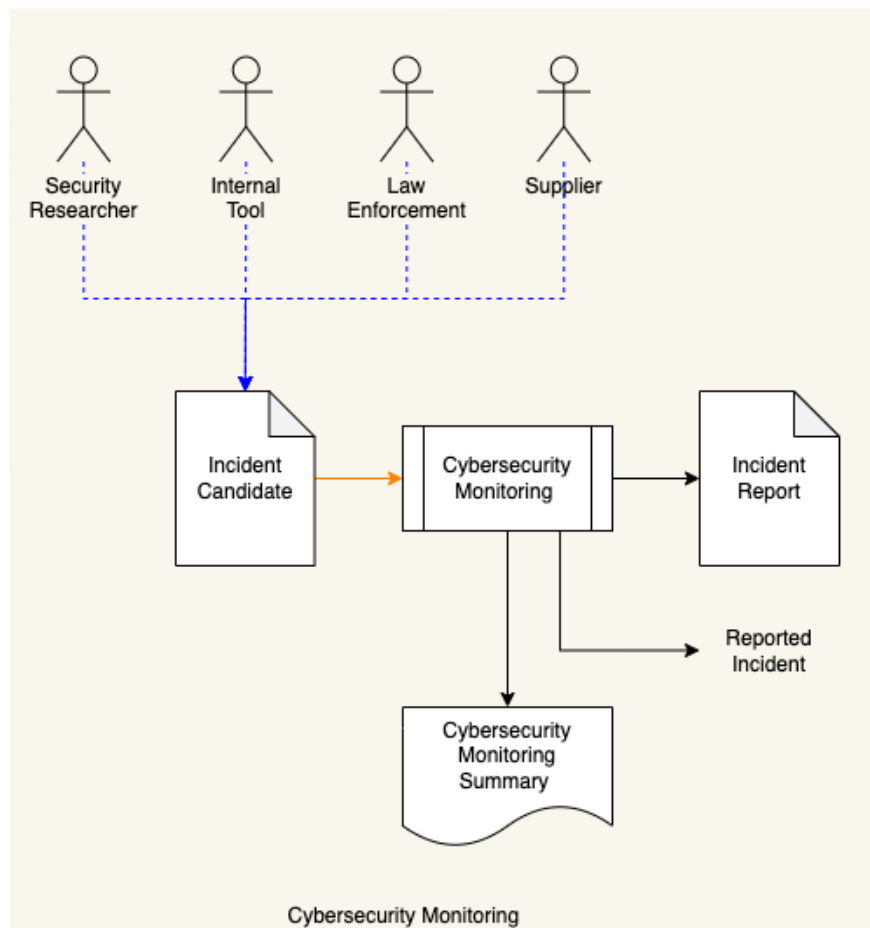 Security
Researcher
Internal
Tool
Law
Enforcement
Supplier
Incident
Candidate
Cybersecurity
Monitoring
Incident
Report
Reported
Incident
Cybersecurity
Monitoring
Summary
Cybersecurity Monitoring